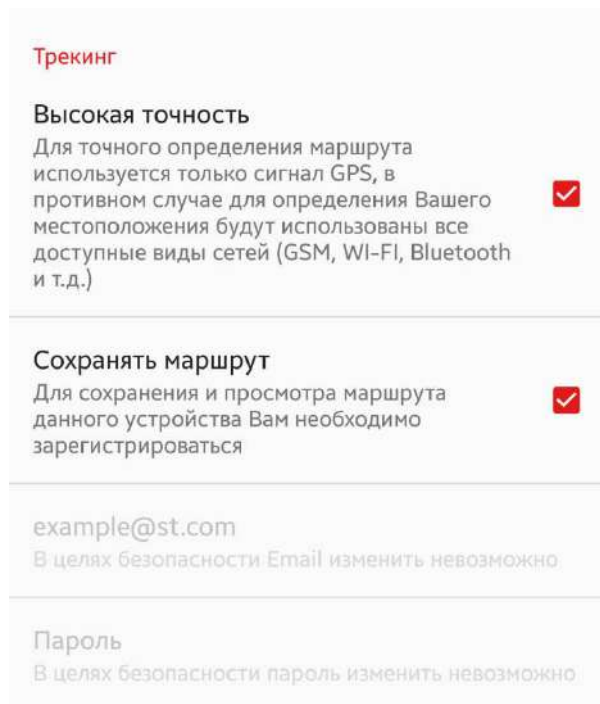 Трекинг
Высокая точность
Для точного определения маршрута
используется только сигнал GPS, в
противном случае для определения Вашего
местоположения будут использованы все
доступные виды сетей (GSM, WI-FI, Bluetooth
и т.д.)
Сохранять маршрут
Для сохранения и просмотра маршрута
данного устройства Вам необходимо
зарегистрироваться
example@st.com
В целях безопасности Email изменить невозможно
Пароль
В целях безопасности пароль изменить невозможно